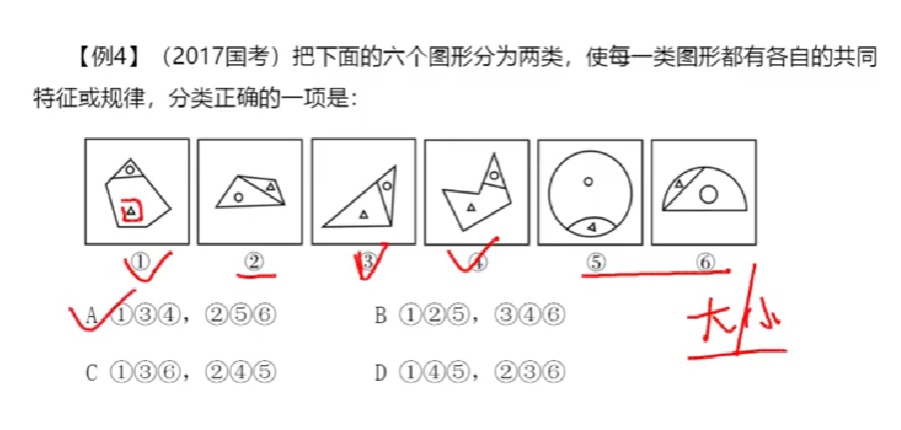 【例4】（2017国考）把下面的六个图形分为两类，使每一类图形都有各自的共同
特征或规律，分类正确的一项是：
① ② ③ ④ ⑤ ⑥
A ①③④，②⑤⑥
B ①②⑤，③④⑥
大/小
C ①③⑥，②④⑤
D ①④⑤，②③⑥